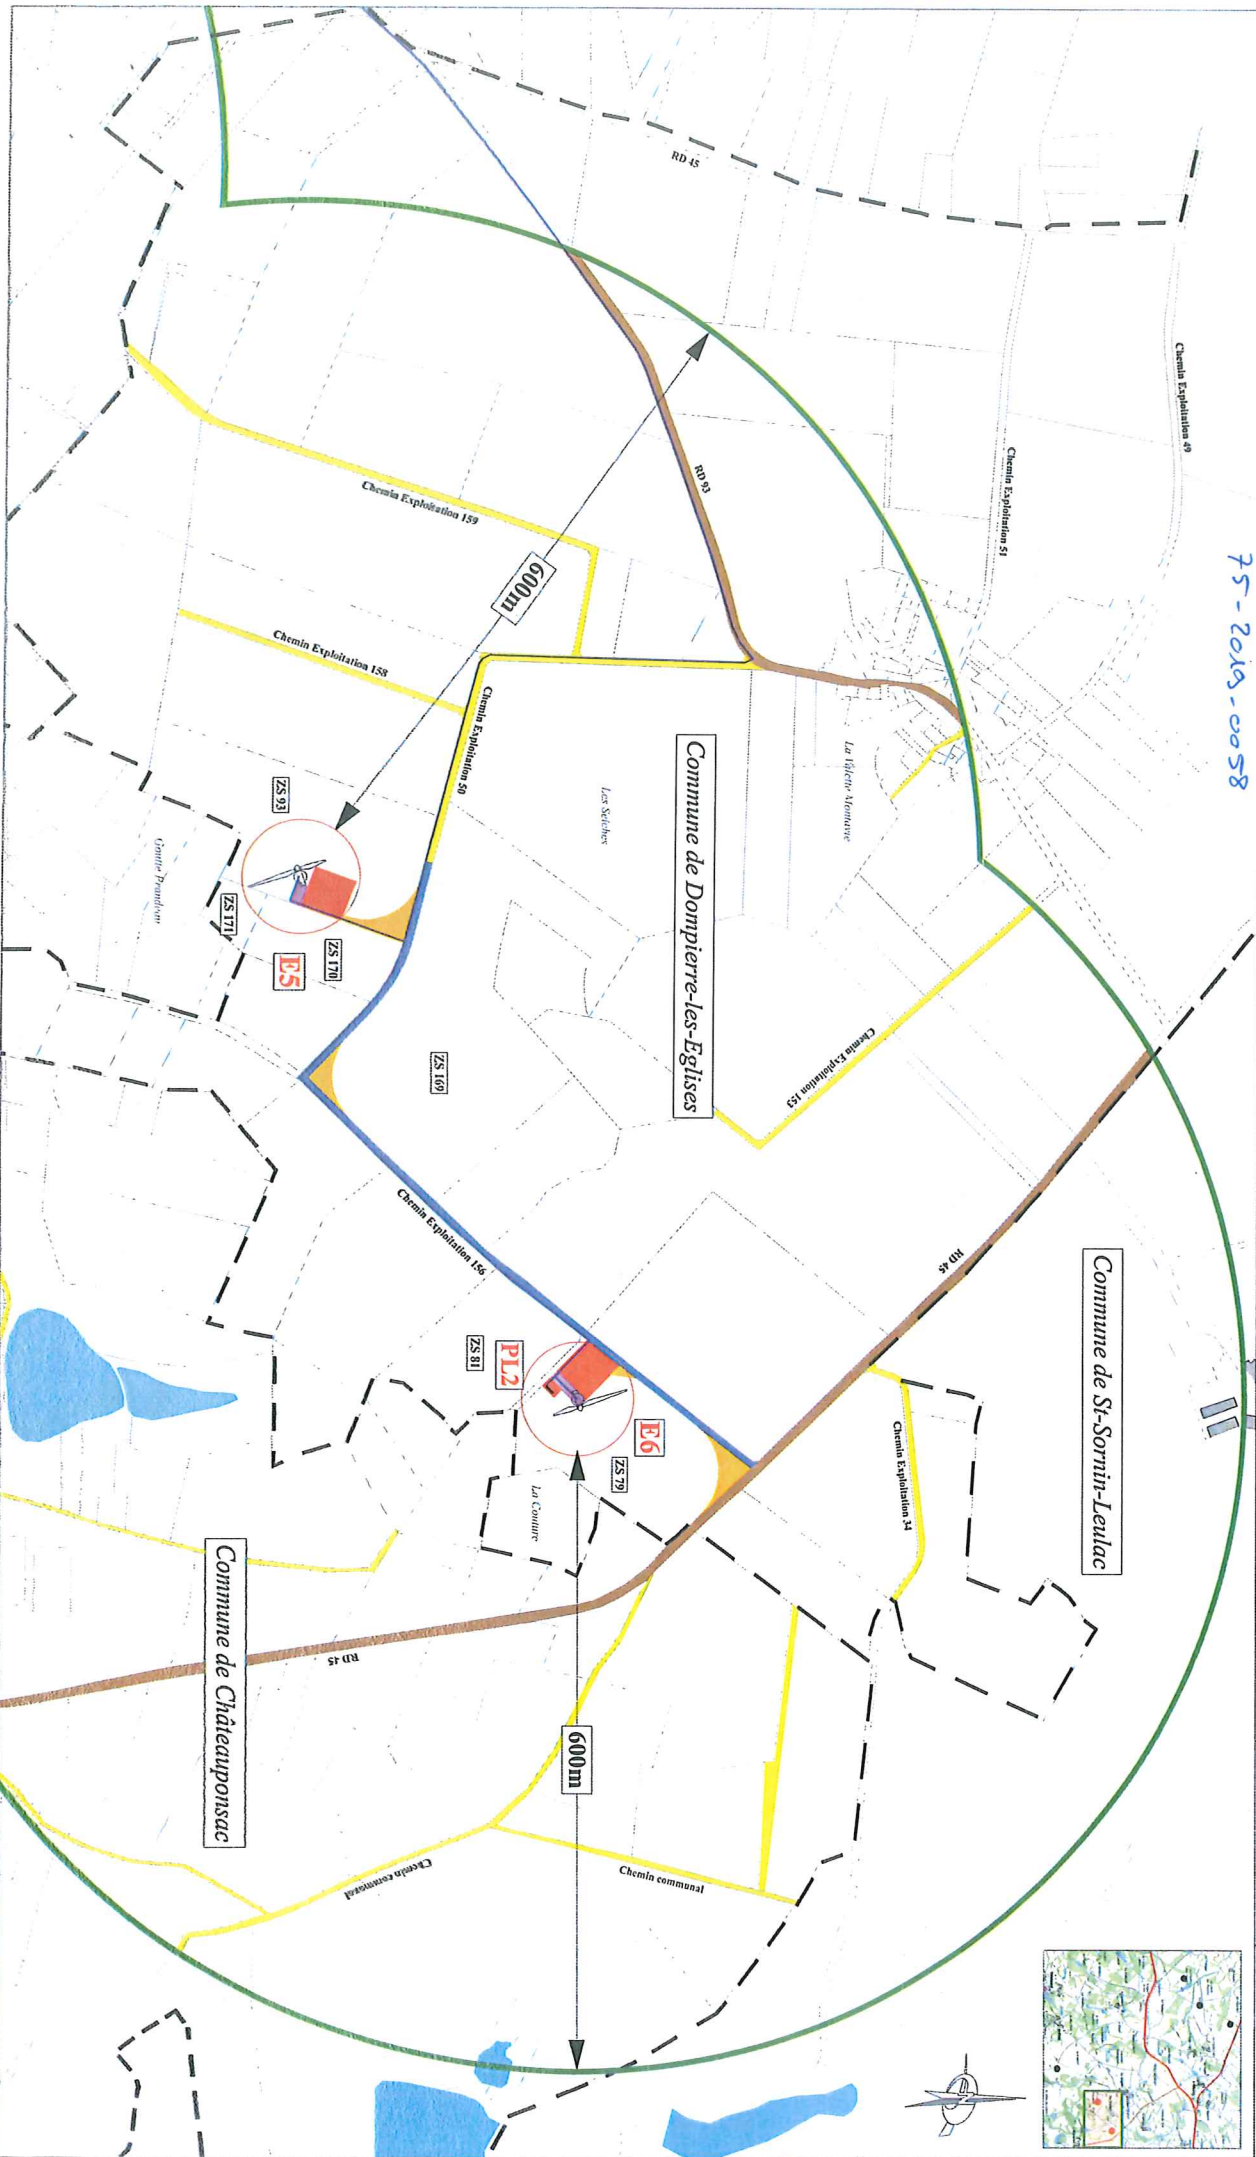 75-2019-0058
RD 45
Chemin Exploitation 49
Chemin Exploitation 51
RD 93
Chemin Exploitation 159
600m
Chemin Exploitation 158
Chemin Exploitation 50
La Valette Montavie
Les Seiches
Commune de Dompierre-les-Eglises
ZS 93
ZS 171
ZS 170
E5
ZS 169
Chemin Exploitation 153
Chemin Exploitation 156
RD 45
Commune de St-Sornin-Leulac
PL2
ZS 81
E6
ZS 79
La Couture
Chemin Exploitation 34
Commune de Châteauponsac
RD 45
600m
Chemin communal
Chemin communal